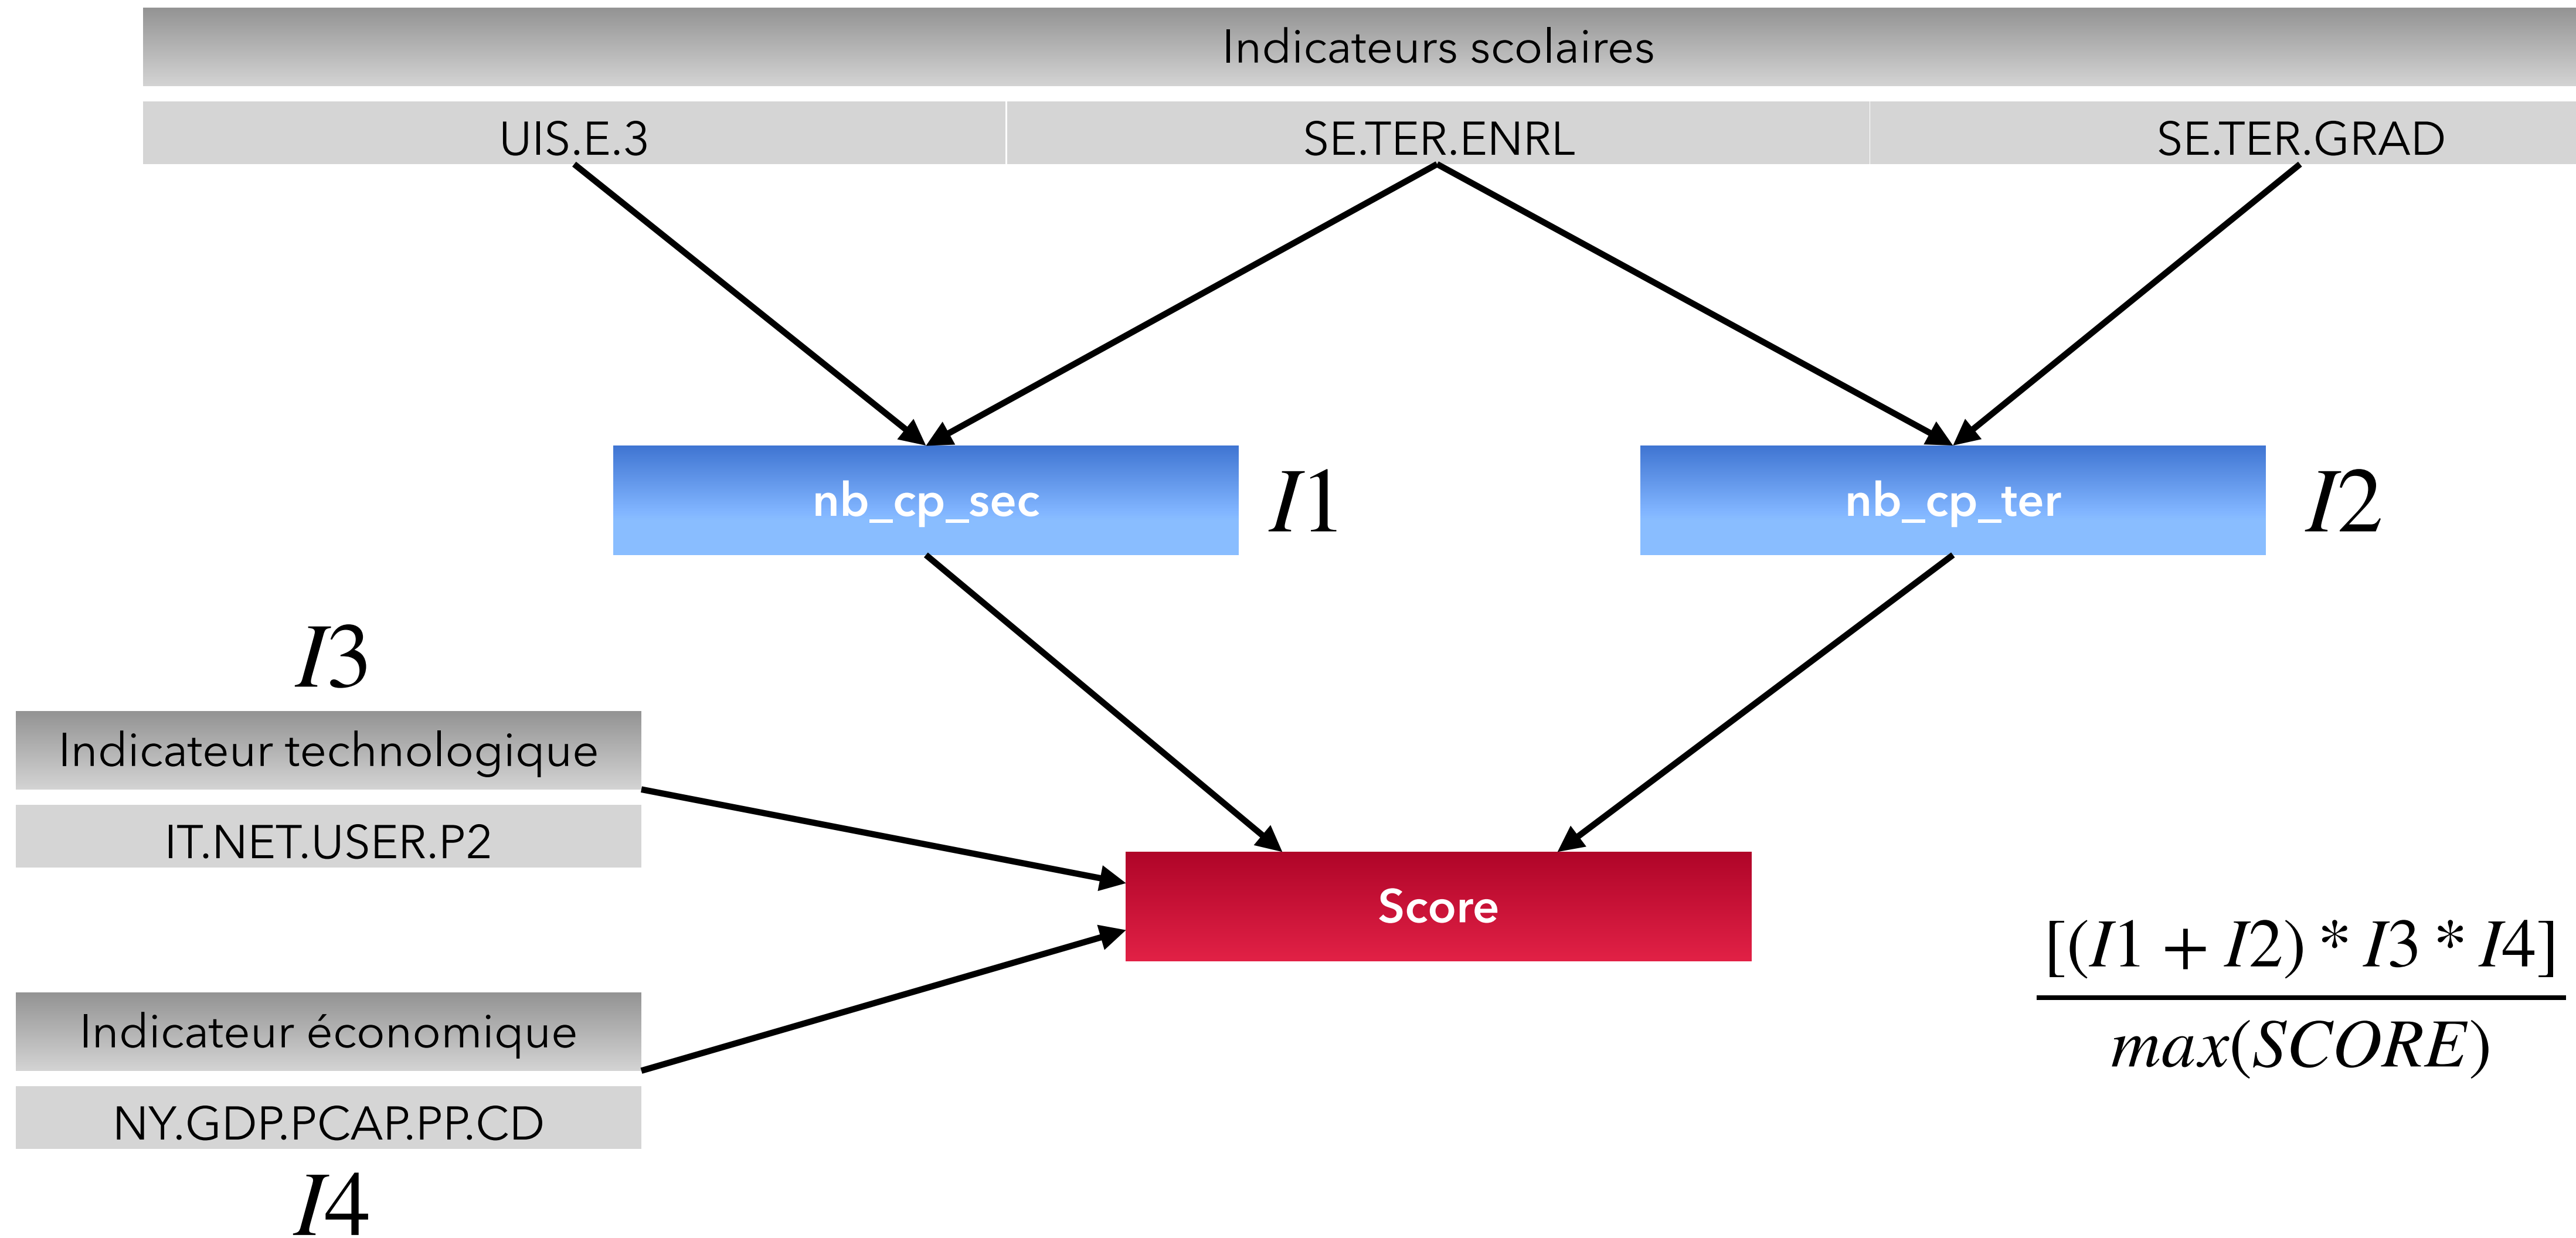 Indicateurs scolaires
UIS.E.3
SE.TER.ENRL
SE.TER.GRAD
nb_cp_sec
I1
nb_cp_ter
I2
I3
Indicateur technologique
IT.NET.USER.P2
Score
Indicateur économique
NY.GDP.PCAP.PP.CD
I4
[(I1 + I2) * I3 * I4]
max(SCORE)